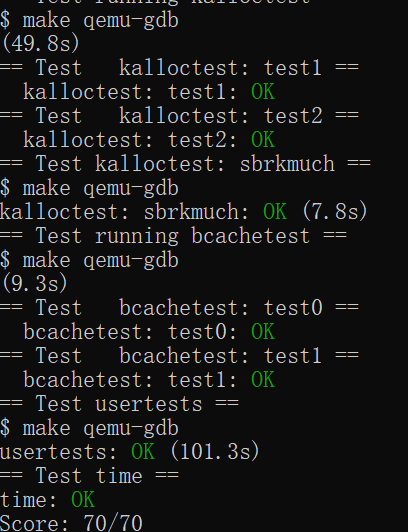 == Test running kalloctest ==
$ make qemu-gdb
(49.8s)
== Test   kalloctest: test1 ==
  kalloctest: test1: OK
== Test   kalloctest: test2 ==
  kalloctest: test2: OK
== Test kalloctest: sbrkmuch ==
$ make qemu-gdb
kalloctest: sbrkmuch: OK (7.8s)
== Test running bcachetest ==
$ make qemu-gdb
(9.3s)
== Test   bcachetest: test0 ==
  bcachetest: test0: OK
== Test   bcachetest: test1 ==
  bcachetest: test1: OK
== Test usertests ==
$ make qemu-gdb
usertests: OK (101.3s)
== Test time ==
time: OK
Score: 70/70